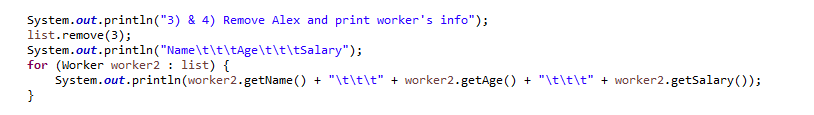 System.out.println("3) & 4) Remove Alex and print worker's info");
list.remove(3);
System.out.println("Name\t\t\tAge\t\t\tSalary");
for (Worker worker2 : list) {
    System.out.println(worker2.getName() + "\t\t\t" + worker2.getAge() + "\t\t\t" + worker2.getSalary());
}